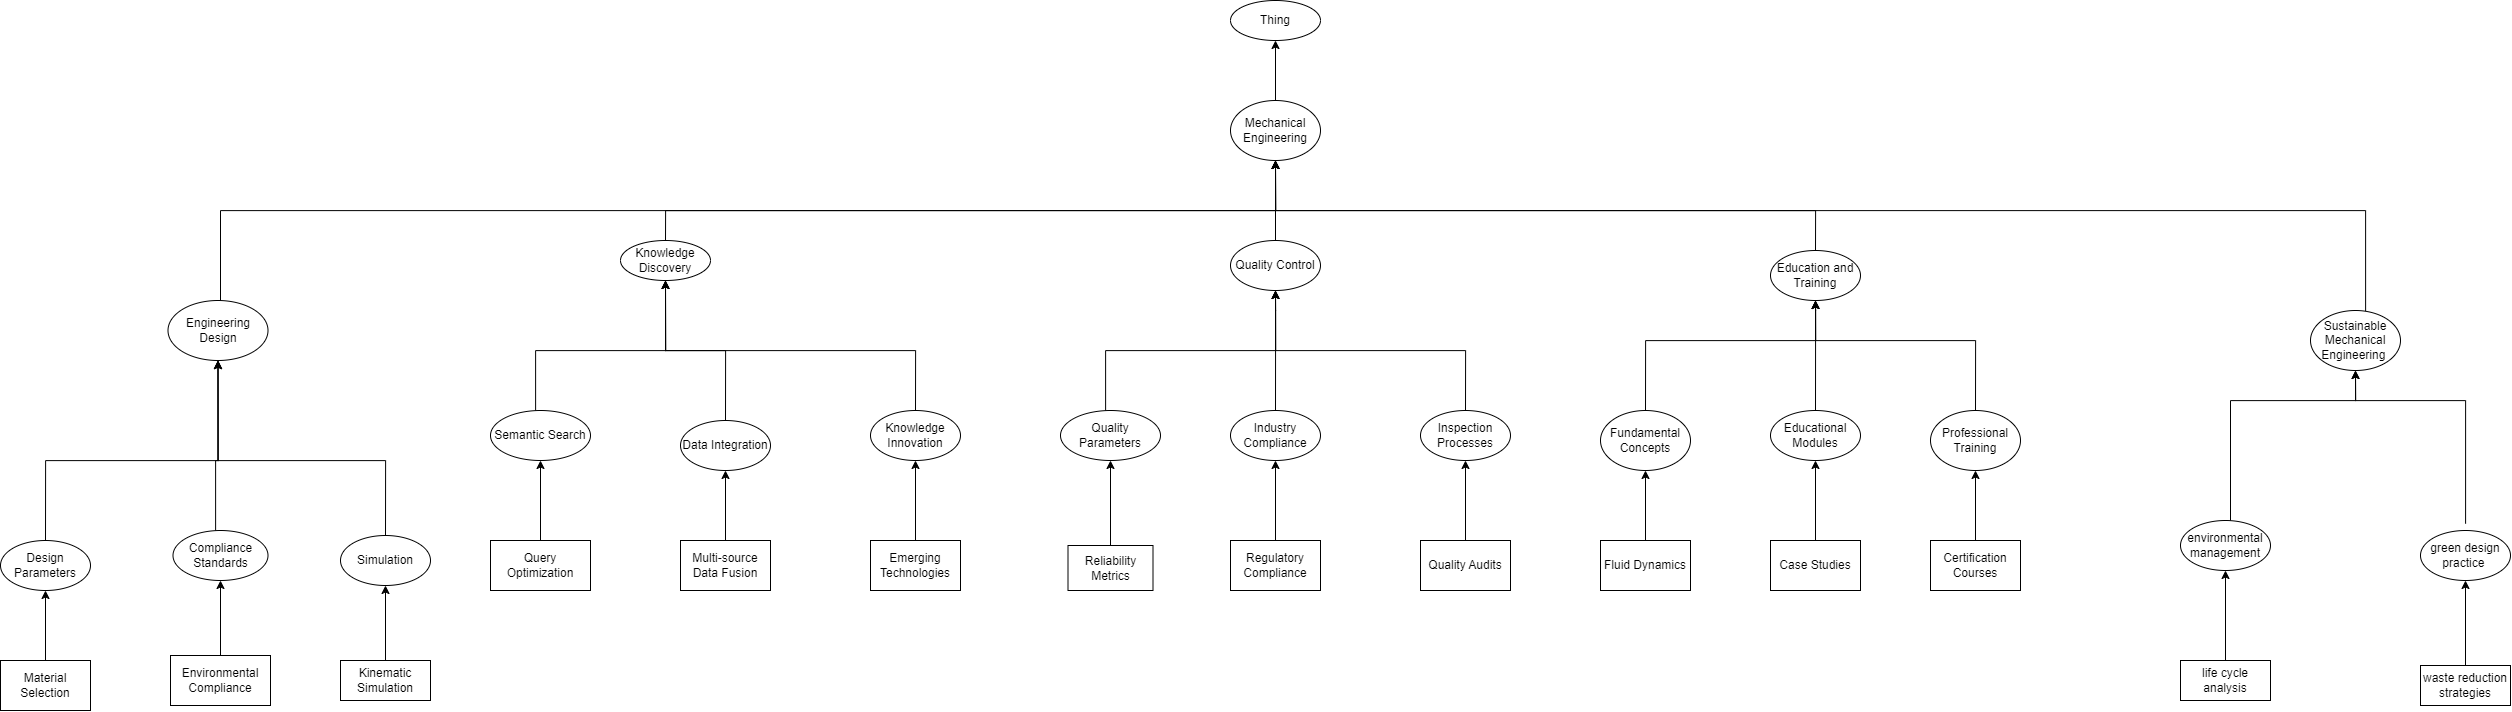 Thing
Mechanical
Engineering
Knowledge
Discovery
Quality Control
Education and
Training
Engineering
Design
Sustainable
Mechanical
Engineering
Semantic Search
Data Integration
Knowledge
Innovation
Quality
Parameters
Industry
Compliance
Inspection
Processes
Fundamental
Concepts
Educational
Modules
Professional
Training
Design
Parameters
Compliance
Standards
Simulation
Query
Optimization
Multi-source
Data Fusion
Emerging
Technologies
Reliability
Metrics
Regulatory
Compliance
Quality Audits
Fluid Dynamics
Case Studies
Certification
Courses
environmental
management
green design
practice
Material
Selection
Environmental
Compliance
Kinematic
Simulation
life cycle
analysis
waste reduction
strategies